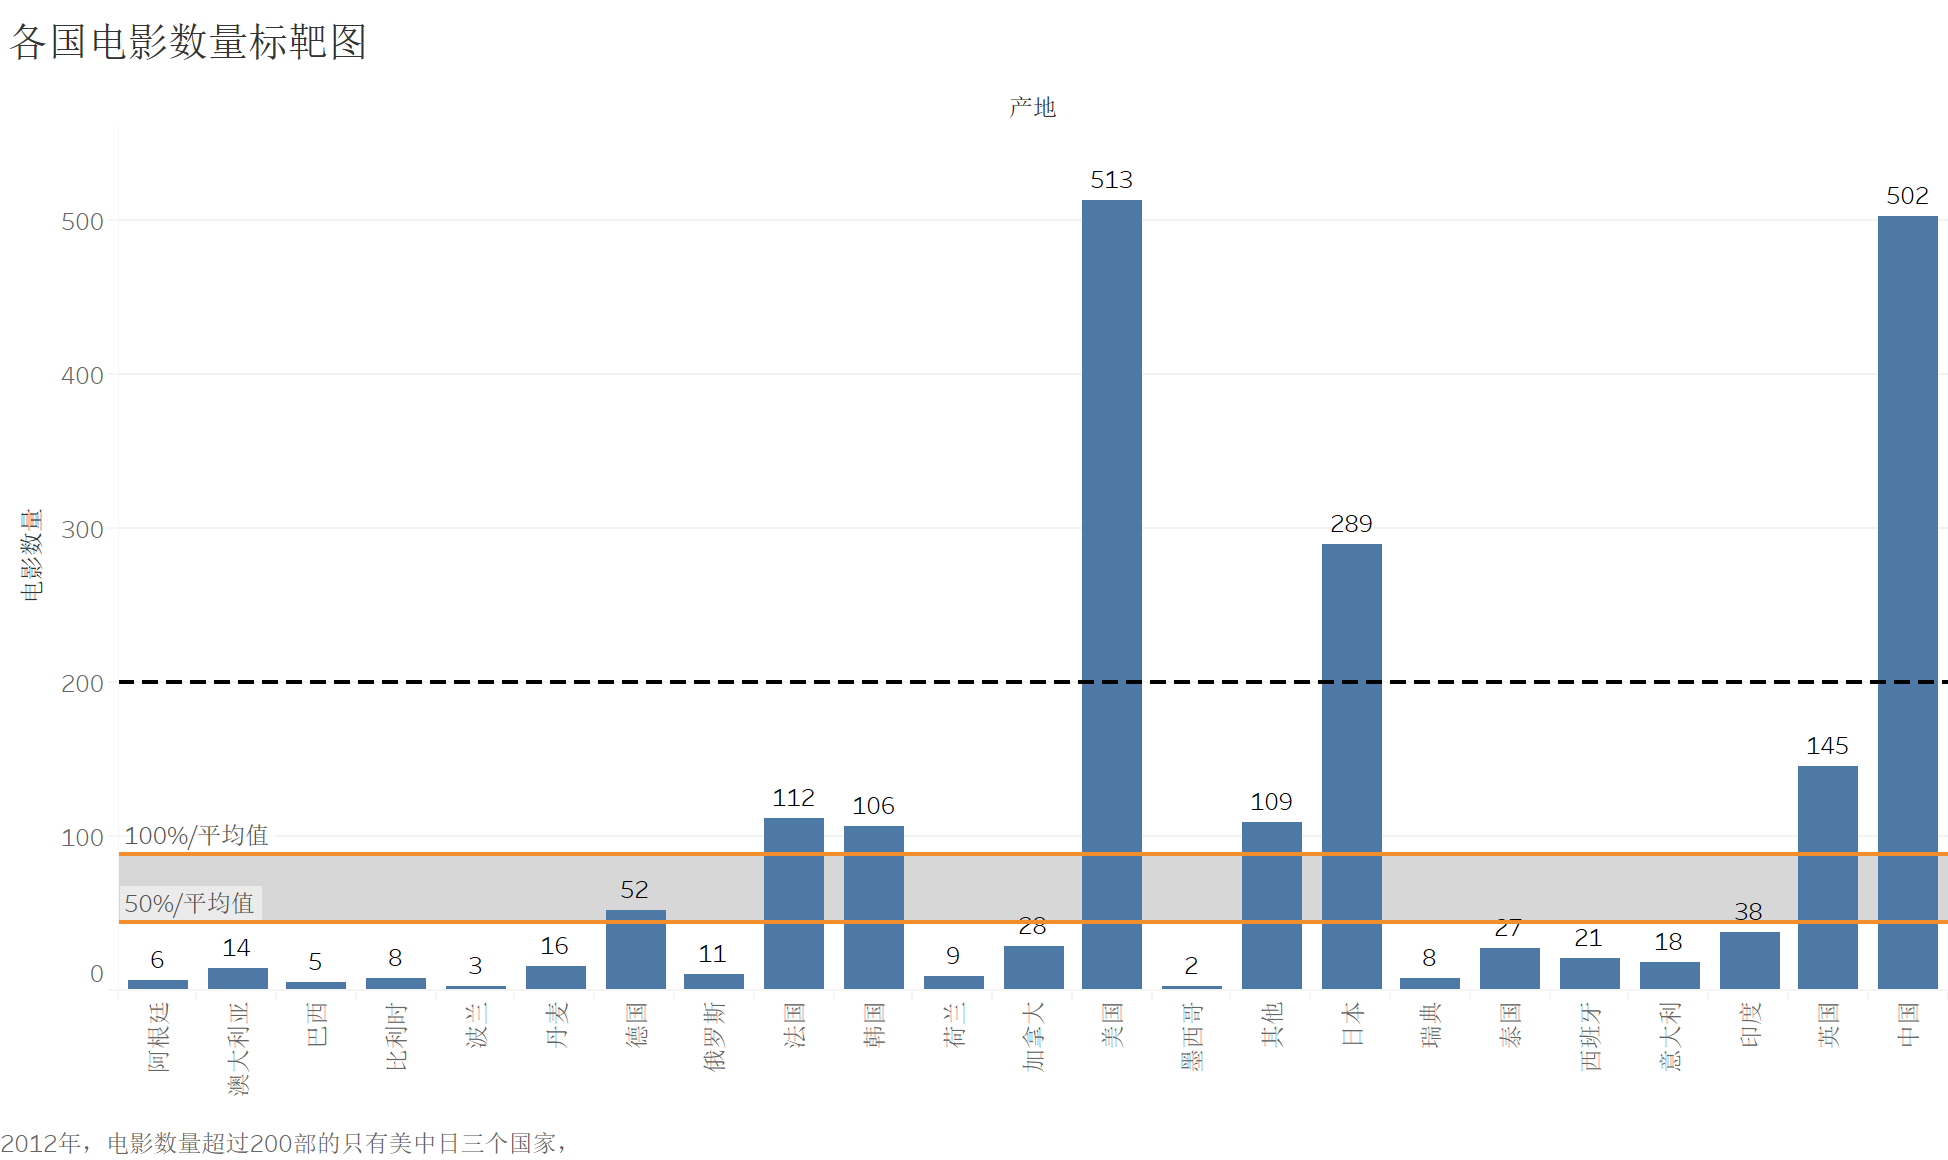 各国电影数量标靶图
产地
电影数量
500
400
300
200
100
0
100%/平均值
50%/平均值
6
14
5
8
3
16
52
11
112
106
9
28
513
2
109
289
8
27
21
18
38
145
502
阿根廷
澳大利亚
巴西
比利时
波兰
丹麦
德国
俄罗斯
法国
韩国
荷兰
加拿大
美国
墨西哥
其他
日本
瑞典
泰国
西班牙
意大利
印度
英国
中国
2012年，电影数量超过200部的只有美中日三个国家，